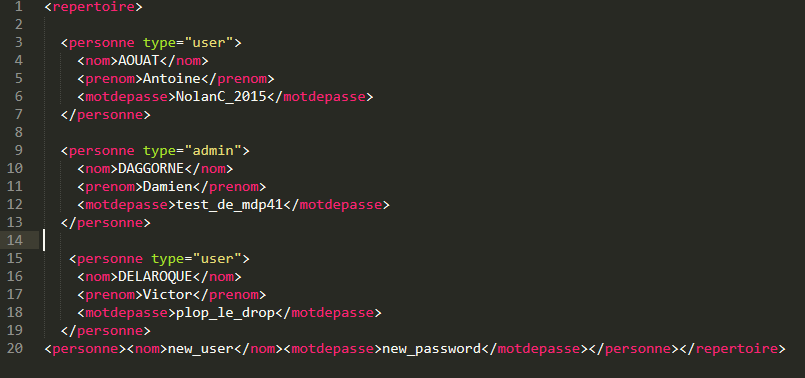 1 <repertoire>
2
3 <personne type="user">
4 <nom>AOUAT</nom>
5 <prenom>Antoine</prenom>
6 <motdepasse>NolanC_2015</motdepasse>
7 </personne>
8
9 <personne type="admin">
10 <nom>DAGGORNE</nom>
11 <prenom>Damien</prenom>
12 <motdepasse>test_de_mdp41</motdepasse>
13 </personne>
14
15 <personne type="user">
16 <nom>DELAROQUE</nom>
17 <prenom>Victor</prenom>
18 <motdepasse>plop_le_drop</motdepasse>
19 </personne>
20 <personne><nom>new_user</nom><motdepasse>new_password</motdepasse></personne></repertoire>